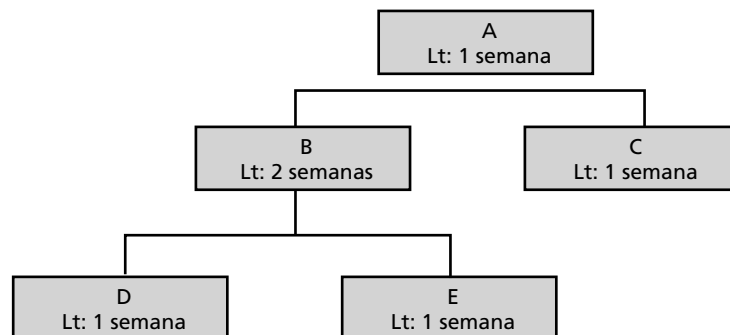 A
Lt: 1 semana
B
Lt: 2 semanas
C
Lt: 1 semana
D
Lt: 1 semana
E
Lt: 1 semana